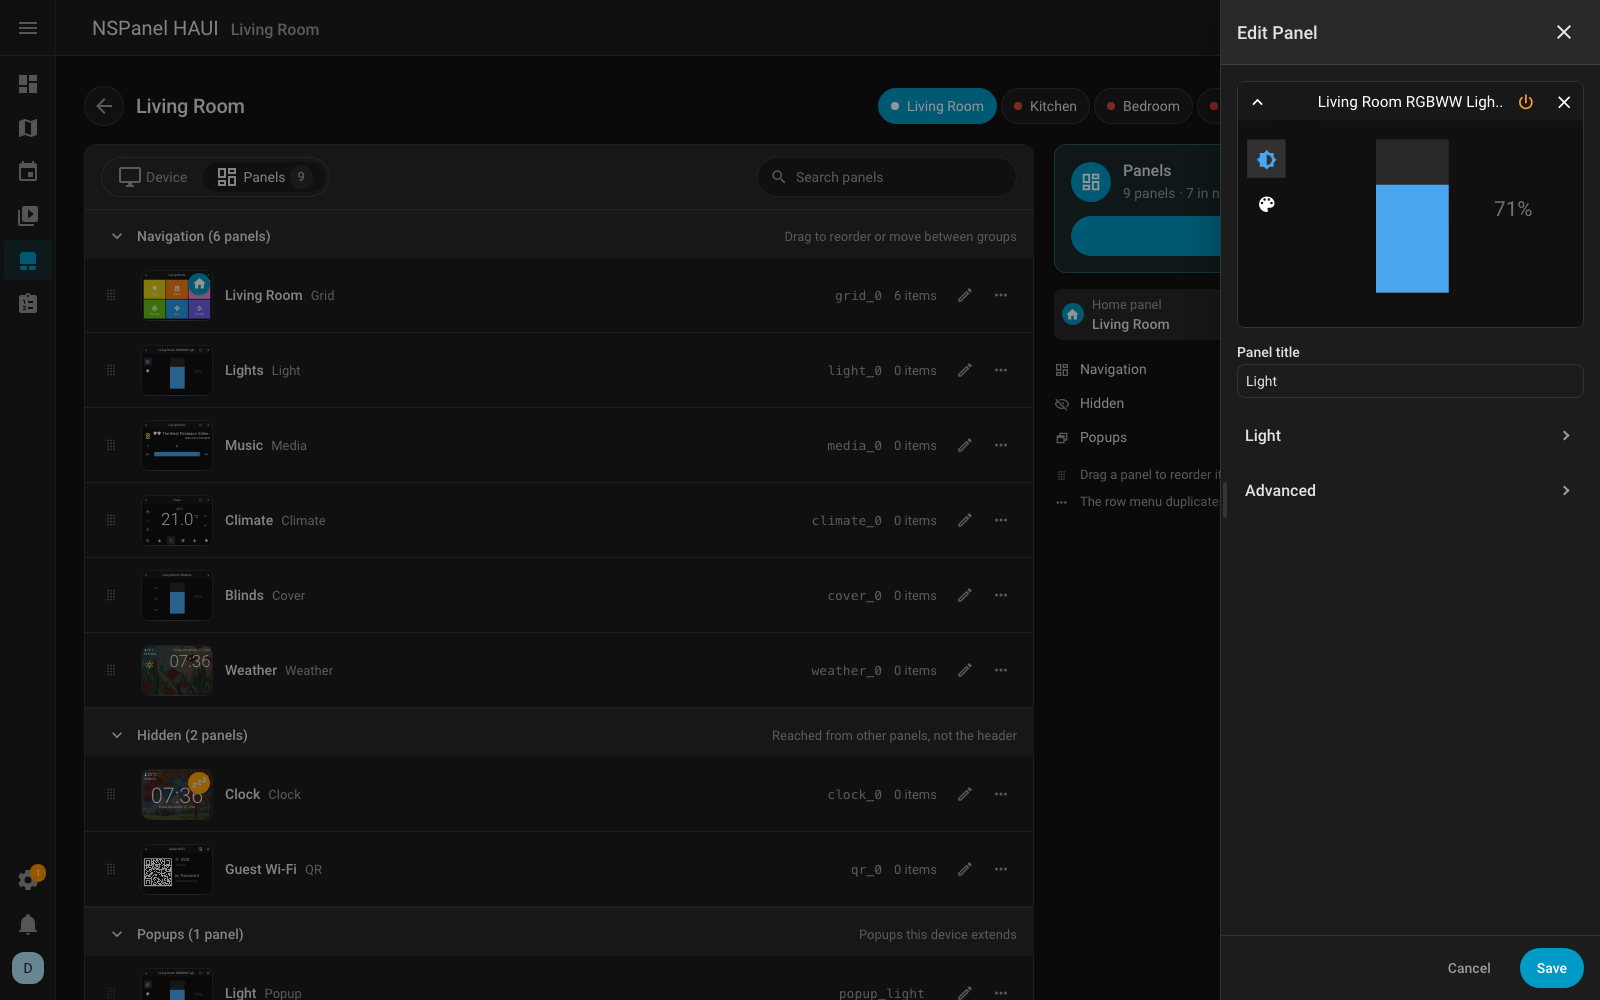 NSPanel HAUI Living Room
Edit Panel
Living Room
Living Room
Kitchen
Bedroom
Device
Panels 9
Search panels
Navigation (6 panels)
Drag to reorder or move between groups
Living Room Grid
grid_0 6 items
Lights Light
light_0 0 items
Music Media
media_0 0 items
Climate Climate
climate_0 0 items
21.0
Blinds Cover
cover_0 0 items
Weather Weather
weather_0 0 items
07:36
Hidden (2 panels)
Reached from other panels, not the header
Clock Clock
clock_0 0 items
07:36
Guest Wi-Fi QR
qr_0 0 items
Popups (1 panel)
Popups this device extends
Light Popup
popup_light
Panels
9 panels · 7 in n
Home panel
Living Room
Navigation
Hidden
Popups
Drag a panel to reorder it
The row menu duplicates
Living Room RGBWW Ligh..
71%
Panel title
Light
Light
Advanced
Cancel
Save
1
D